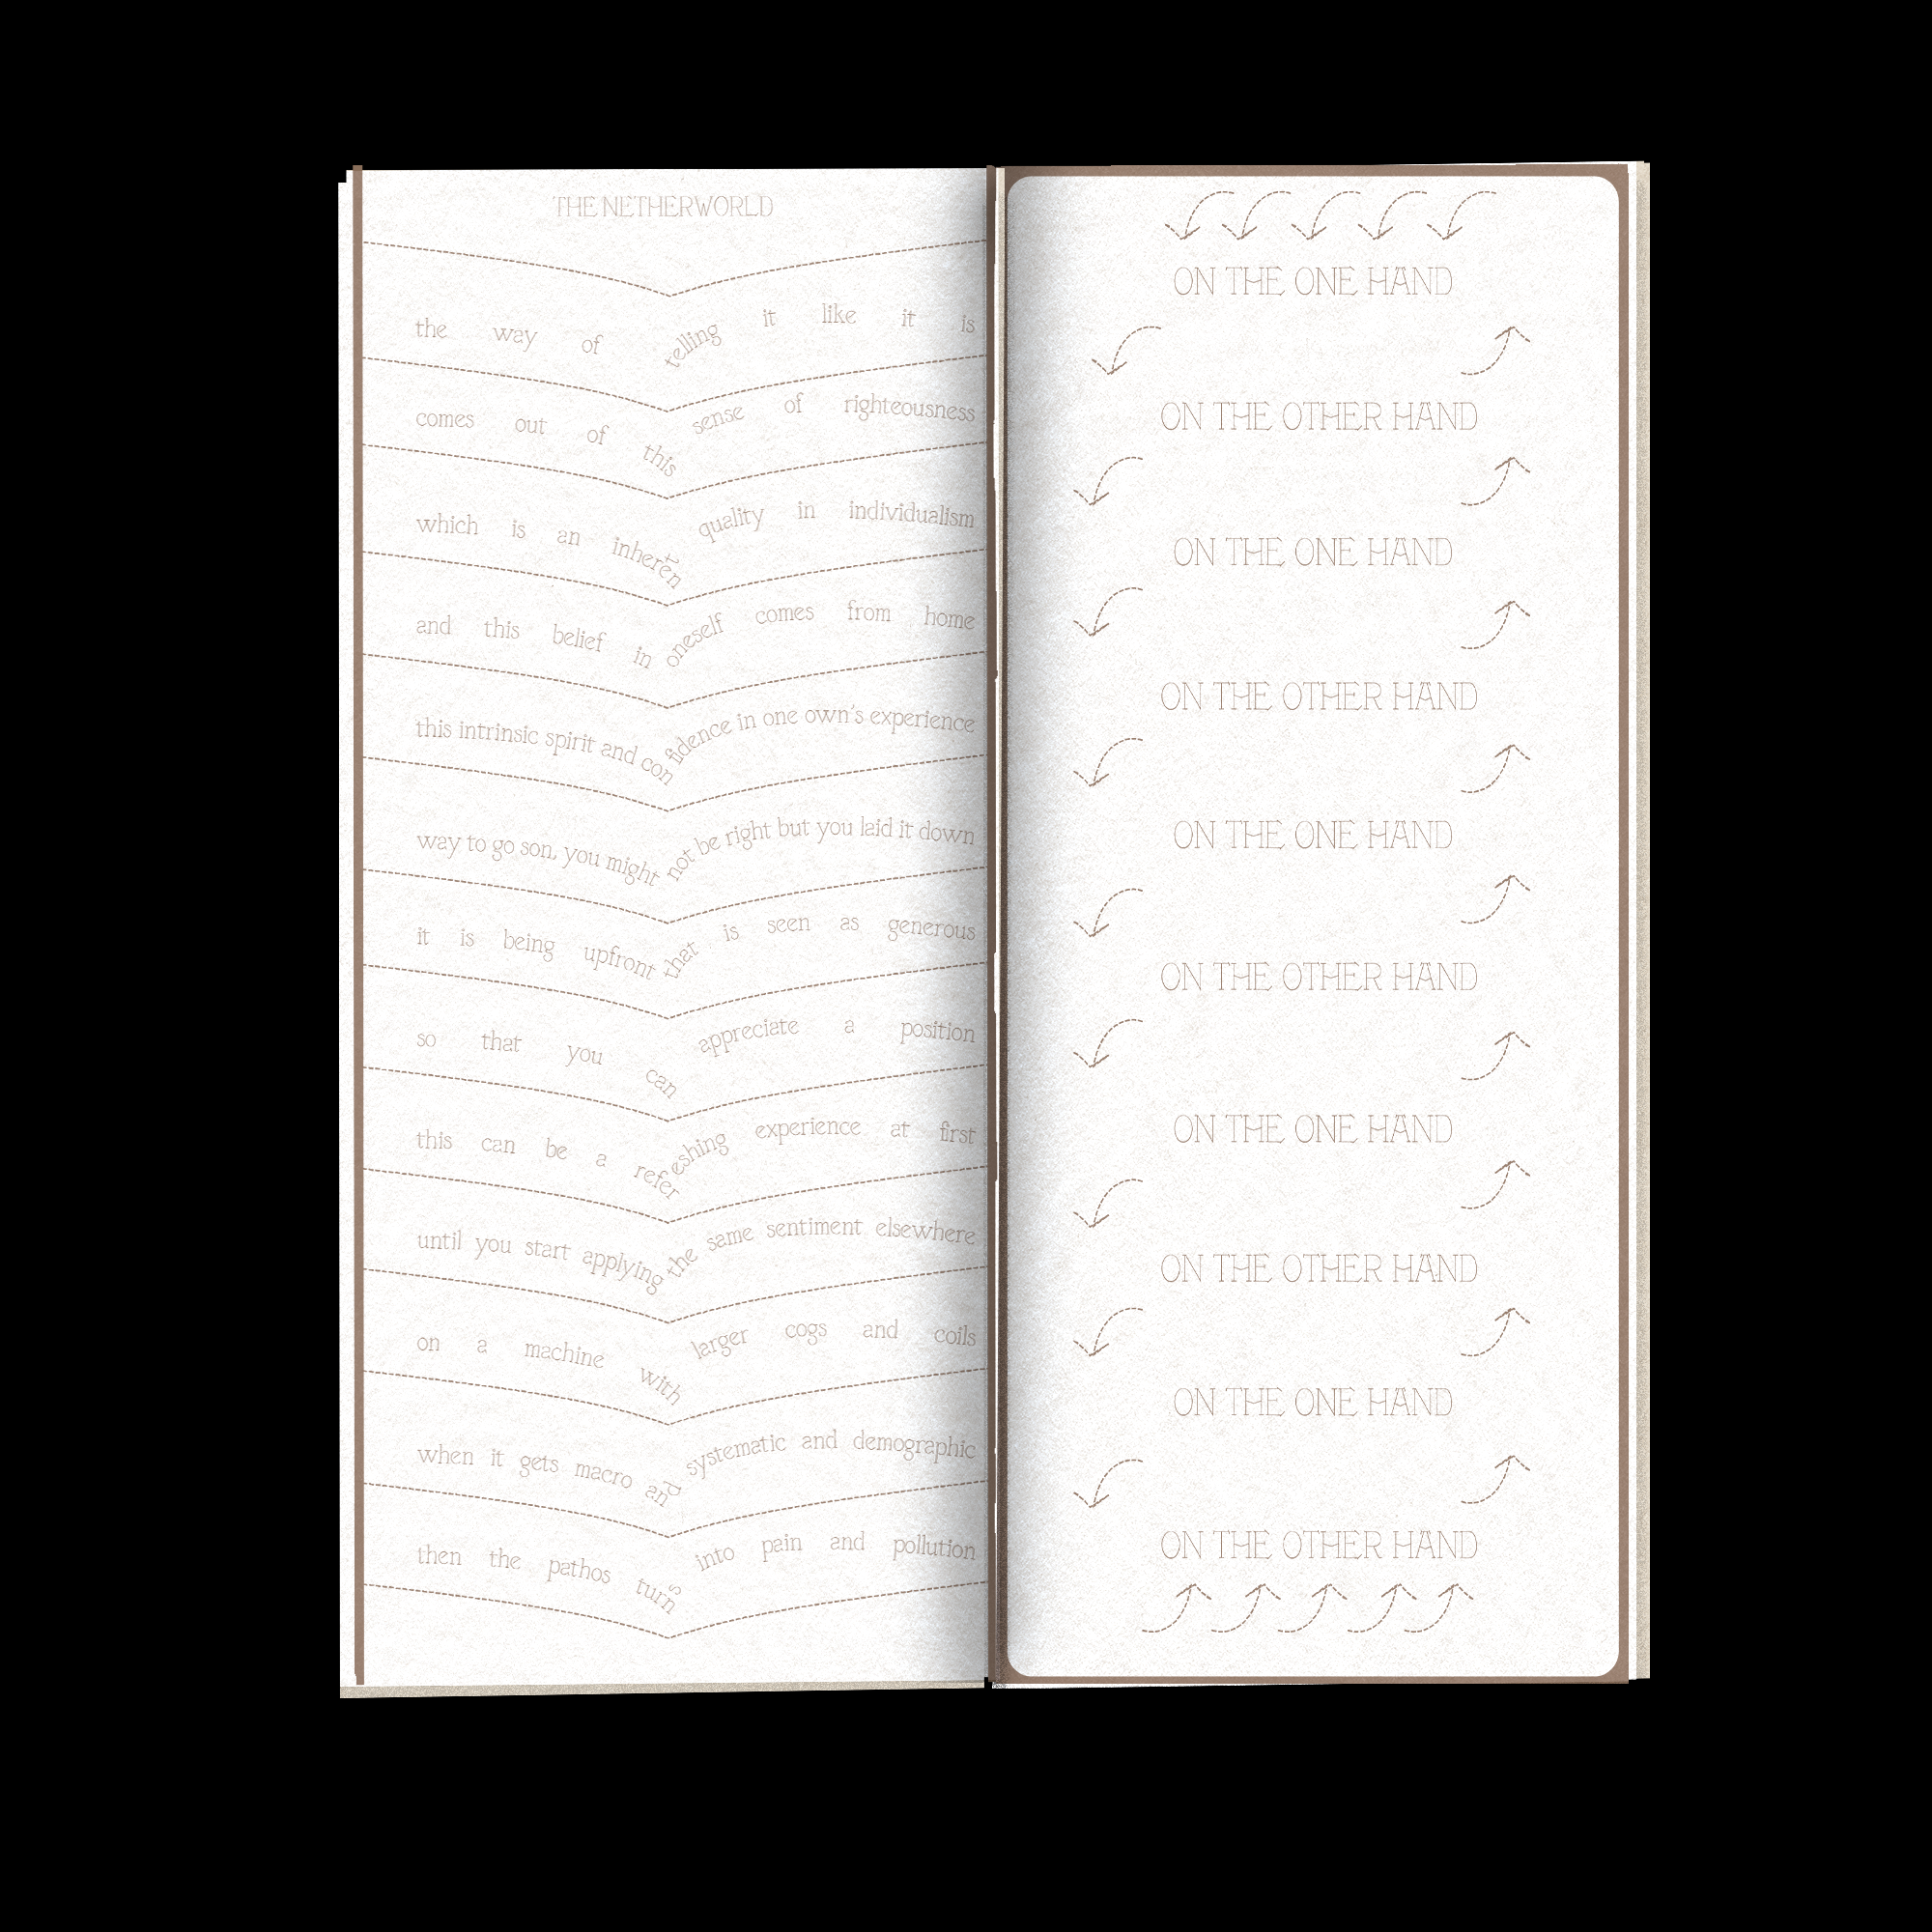 THE NETHERWORLD
the way of telling it like it is
comes out of this sense of righteousness
which is an inherent quality in individualism
and this belief in oneself comes from home
this intrinsic spirit and confidence in one own's experience
way to go son, you might not be right but you laid it down
it is being upfront that is seen as generous
so that you can appreciate a position
this can be a refereshing experience at first
until you start applying the same sentiment elsewhere
on a machine with larger cogs and coils
when it gets macro and systematic and demographic
then the pathos turns into pain and pollution
ON THE ONE HAND
ON THE OTHER HAND
ON THE ONE HAND
ON THE OTHER HAND
ON THE ONE HAND
ON THE OTHER HAND
ON THE ONE HAND
ON THE OTHER HAND
ON THE ONE HAND
ON THE OTHER HAND